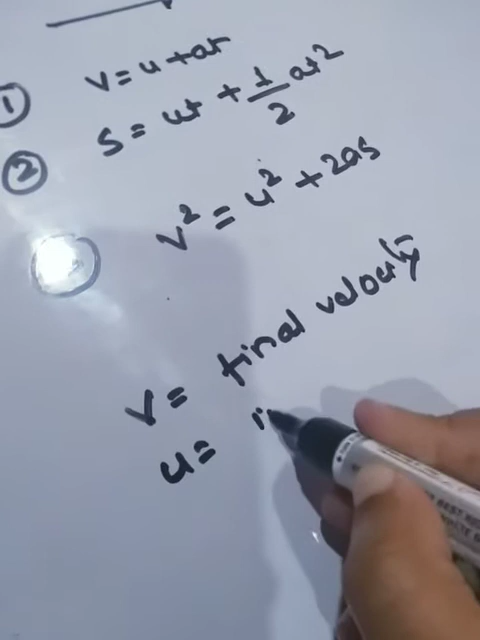 ① v = u + at
② s = ut + 1/2 at²
v² = u² + 2as
v = final velocity
u = i